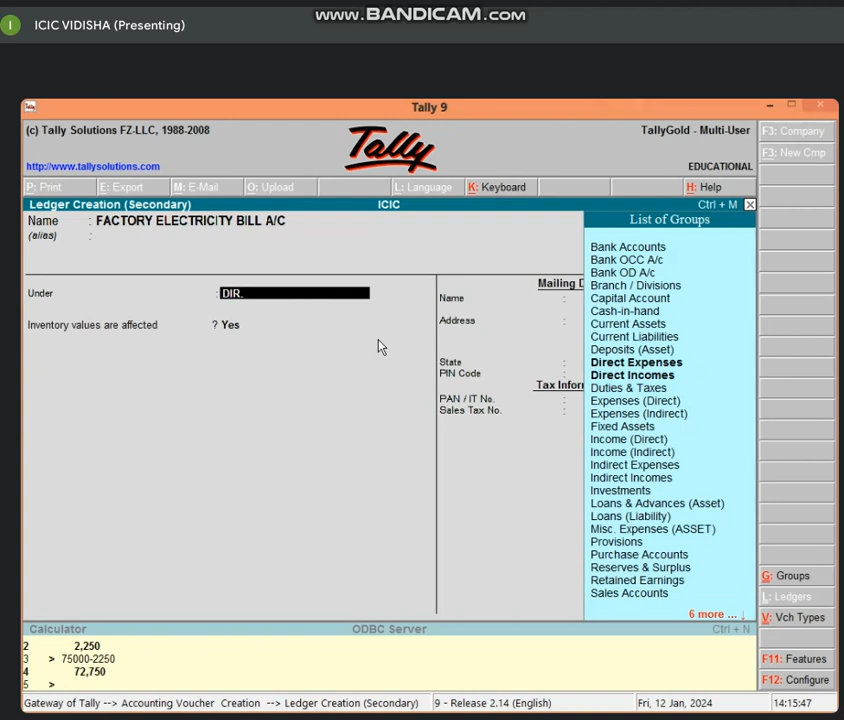 www.BANDICAM.com
I ICIC VIDISHA (Presenting)
Tally Tally 9
(c) Tally Solutions FZ-LLC, 1988-2008
Tally
TallyGold - Multi-User
http://www.tallysolutions.com
EDUCATIONAL
P: Print E: Export M: E-Mail O: Upload L: Language K: Keyboard H: Help
Ledger Creation (Secondary) ICIC Ctrl + M
Name : FACTORY ELECTRICITY BILL A/C
(alias) :
Under : DIR.
Inventory values are affected ? Yes
Mailing D
Name :
Address :
State :
PIN Code :
Tax Infor
PAN / IT No. :
Sales Tax No. :
List of Groups
Bank Accounts
Bank OCC A/c
Bank OD A/c
Branch / Divisions
Capital Account
Cash-in-hand
Current Assets
Current Liabilities
Deposits (Asset)
Direct Expenses
Direct Incomes
Duties & Taxes
Expenses (Direct)
Expenses (Indirect)
Fixed Assets
Income (Direct)
Income (Indirect)
Indirect Expenses
Indirect Incomes
Investments
Loans & Advances (Asset)
Loans (Liability)
Misc. Expenses (ASSET)
Provisions
Purchase Accounts
Reserves & Surplus
Retained Earnings
Sales Accounts
6 more ... ↓
F3: Company
F3: New Cmp
G: Groups
L: Ledgers
V: Vch Types
F11: Features
F12: Configure
Calculator ODBC Server Ctrl + N
2 2,250
3 > 75000-2250
4 72,750
5 >
Gateway of Tally --> Accounting Voucher Creation --> Ledger Creation (Secondary) 9 - Release 2.14 (English) Fri, 12 Jan, 2024 14:15:47